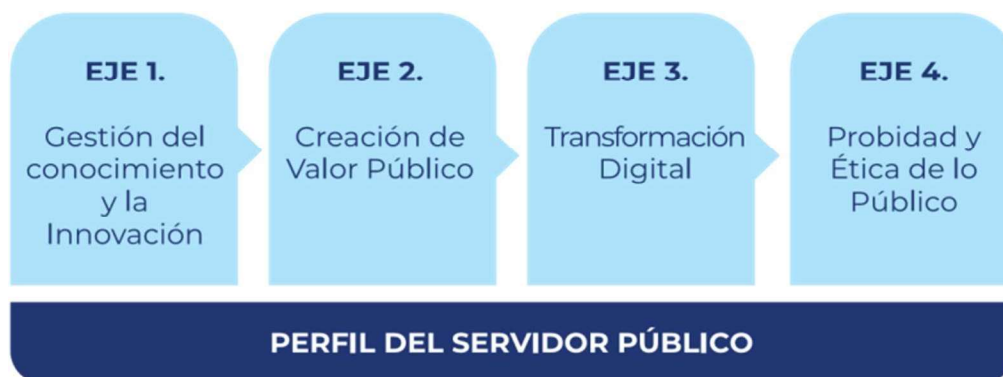 EJE 1.
Gestión del
conocimiento
y la
Innovación
EJE 2.
Creación de
Valor Público
EJE 3.
Transformación
Digital
EJE 4.
Probidad y
Ética de lo
Público
PERFIL DEL SERVIDOR PÚBLICO